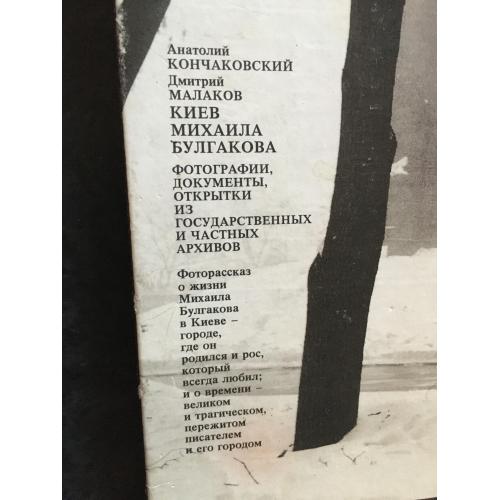 Анатолий
КОНЧАКОВСКИЙ
Дмитрий
МАЛАКОВ
КИЕВ
МИХАИЛА
БУЛГАКОВА
ФОТОГРАФИИ,
ДОКУМЕНТЫ,
ОТКРЫТКИ
ИЗ
ГОСУДАРСТВЕННЫХ
И ЧАСТНЫХ
АРХИВОВ
Фоторассказ
о жизни
Михаила
Булгакова
в Киеве –
городе,
где он
родился и рос,
который
всегда любил;
и о времени –
великом
и трагическом,
пережитом
писателем
и его городом